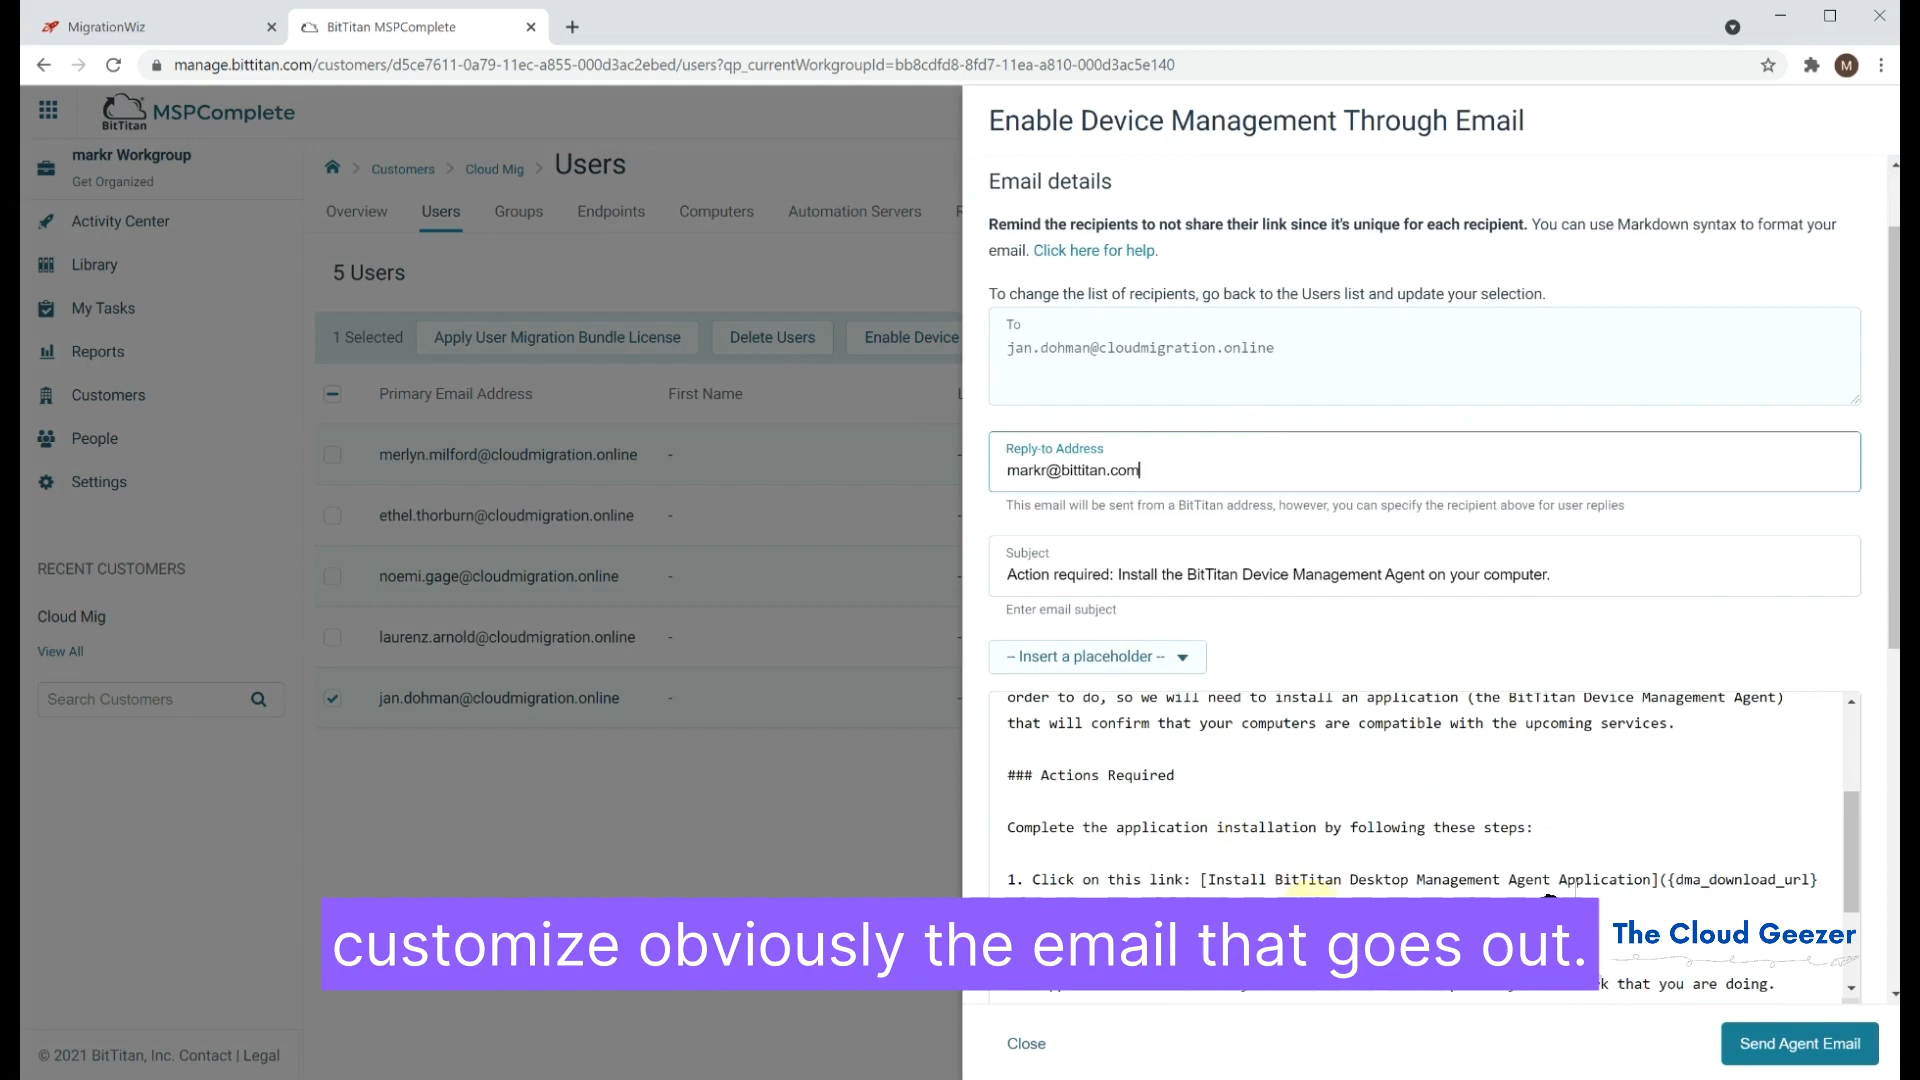 MigrationWiz
BitTitan MSPComplete
manage.bittitan.com/customers/d5ce7611-0a79-11ec-a855-000d3ac2ebed/users?qp_currentWorkgroupId=bb8cdfd8-8fd7-11ea-a810-000d3ac5e140
M
BitTitan MSPComplete
markr Workgroup
Get Organized
Activity Center
Library
My Tasks
Reports
Customers
People
Settings
RECENT CUSTOMERS
Cloud Mig
View All
Search Customers
© 2021 BitTitan, Inc. Contact | Legal
Customers > Cloud Mig > Users
Overview Users Groups Endpoints Computers Automation Servers
5 Users
1 Selected Apply User Migration Bundle License Delete Users Enable Device
Primary Email Address First Name
merlyn.milford@cloudmigration.online -
ethel.thorburn@cloudmigration.online -
noemi.gage@cloudmigration.online -
laurenz.arnold@cloudmigration.online -
jan.dohman@cloudmigration.online -
Enable Device Management Through Email
Email details
Remind the recipients to not share their link since it's unique for each recipient. You can use Markdown syntax to format your
email. Click here for help.
To change the list of recipients, go back to the Users list and update your selection.
To
jan.dohman@cloudmigration.online
Reply-to Address
markr@bittitan.com
This email will be sent from a BitTitan address, however, you can specify the recipient above for user replies
Subject
Action required: Install the BitTitan Device Management Agent on your computer.
Enter email subject
-- Insert a placeholder --
order to do, so we will need to install an application (the BitTitan Device Management Agent)
that will confirm that your computers are compatible with the upcoming services.
### Actions Required
Complete the application installation by following these steps:
1. Click on this link: [Install BitTitan Desktop Management Agent Application]({dma_download_url}
customize obviously the email that goes out.
The Cloud Geezer
that you are doing.
Close
Send Agent Email